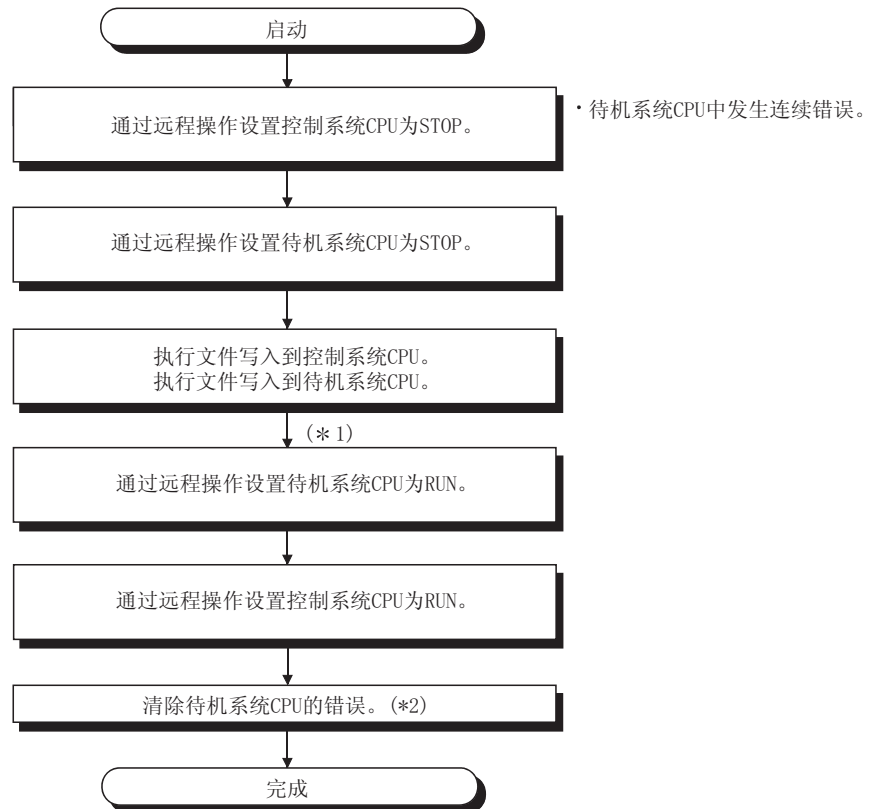 启动
通过远程操作设置控制系统CPU为STOP。
・待机系统CPU中发生连续错误。
通过远程操作设置待机系统CPU为STOP。
执行文件写入到控制系统CPU。
执行文件写入到待机系统CPU。
(＊1)
通过远程操作设置待机系统CPU为RUN。
通过远程操作设置控制系统CPU为RUN。
清除待机系统CPU的错误。(*2)
完成